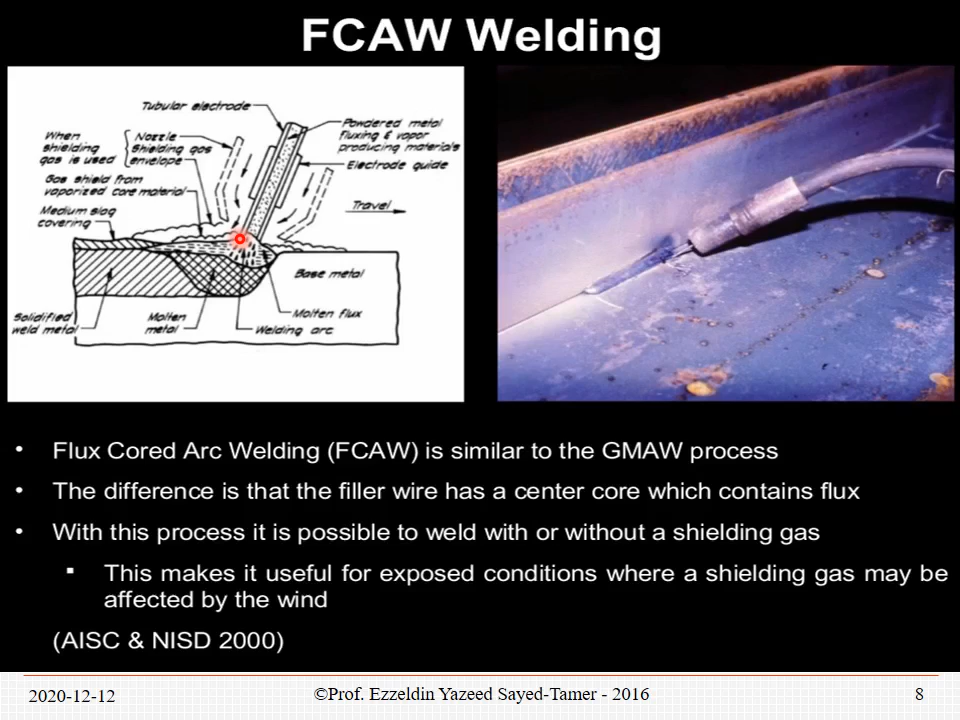 FCAW Welding
Tubular electrode
Powdered metal
fluxing & vapor
producing materials
When
shielding
gas is used
Nozzle
Shielding gas
envelope
Electrode guide
Gas shield from
vaporized core material
Travel
Medium slag
covering
Base metal
Solidified
weld metal
Molten
metal
Molten flux
Welding arc
• Flux Cored Arc Welding (FCAW) is similar to the GMAW process
• The difference is that the filler wire has a center core which contains flux
• With this process it is possible to weld with or without a shielding gas
▪ This makes it useful for exposed conditions where a shielding gas may be
affected by the wind
(AISC & NISD 2000)
2020-12-12
©Prof. Ezzeldin Yazeed Sayed-Tamer - 2016
8